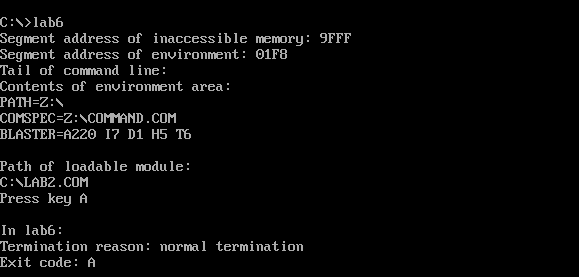 C:\>lab6
Segment address of inaccessible memory: 9FFF
Segment address of environment: 01F8
Tail of command line:
Contents of environment area:
PATH=Z:\
COMSPEC=Z:\COMMAND.COM
BLASTER=A220 I7 D1 H5 T6
Path of loadable module:
C:\LAB2.COM
Press key A
In lab6:
Termination reason: normal termination
Exit code: A